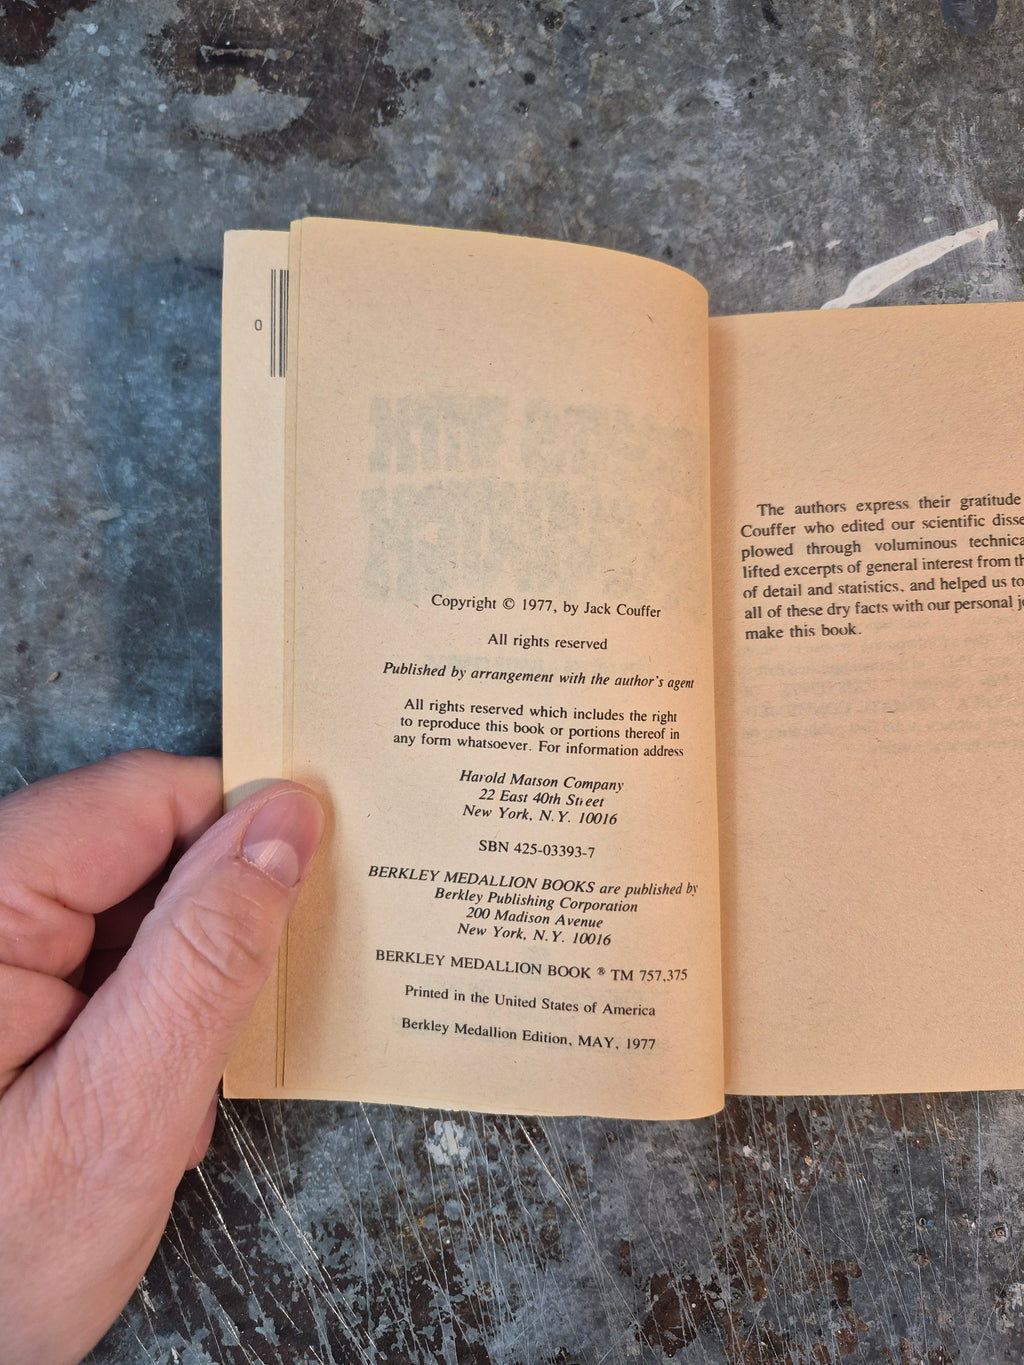 0
Copyright © 1977, by Jack Couffer
All rights reserved
Published by arrangement with the author's agent
All rights reserved which includes the right
to reproduce this book or portions thereof in
any form whatsoever. For information address
Harold Matson Company
22 East 40th Street
New York, N.Y. 10016
SBN 425-03393-7
BERKLEY MEDALLION BOOKS are published by
Berkley Publishing Corporation
200 Madison Avenue
New York, N.Y. 10016
BERKLEY MEDALLION BOOK ® TM 757,375
Printed in the United States of America
Berkley Medallion Edition, MAY, 1977
The authors express their gratitude
Couffer who edited our scientific
plowed through voluminous
lifted excerpts of general interest from
of detail and statistics, and helped us to
all of these dry facts with our personal
make this book.